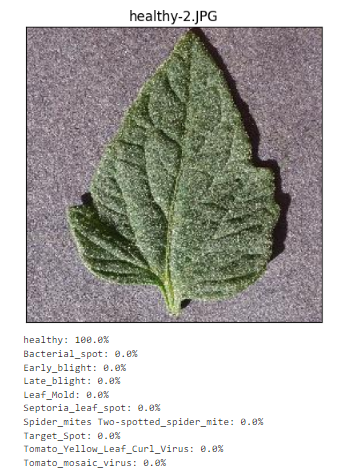 healthy-2.JPG
healthy: 100.0%
Bacterial_spot: 0.0%
Early_blight: 0.0%
Late_blight: 0.0%
Leaf_Mold: 0.0%
Septoria_leaf_spot: 0.0%
Spider_mites Two-spotted_spider_mite: 0.0%
Target_Spot: 0.0%
Tomato_Yellow_Leaf_Curl_Virus: 0.0%
Tomato_mosaic_virus: 0.0%